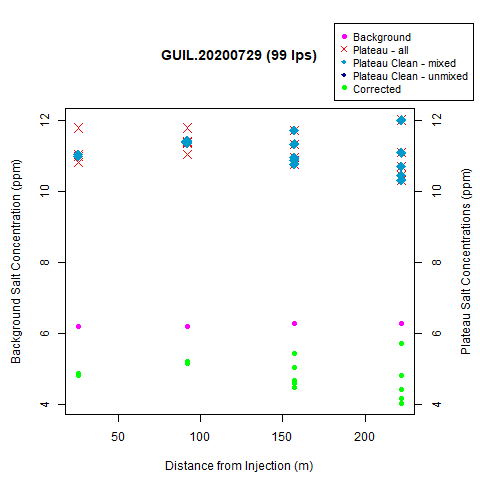 GUIL.20200729 (99 lps)
Background
Plateau - all
Plateau Clean - mixed
Plateau Clean - unmixed
Corrected
Background Salt Concentration (ppm)
12
10
8
6
4
Plateau Salt Concentrations (ppm)
12
10
8
6
4
50 100 150 200
Distance from Injection (m)